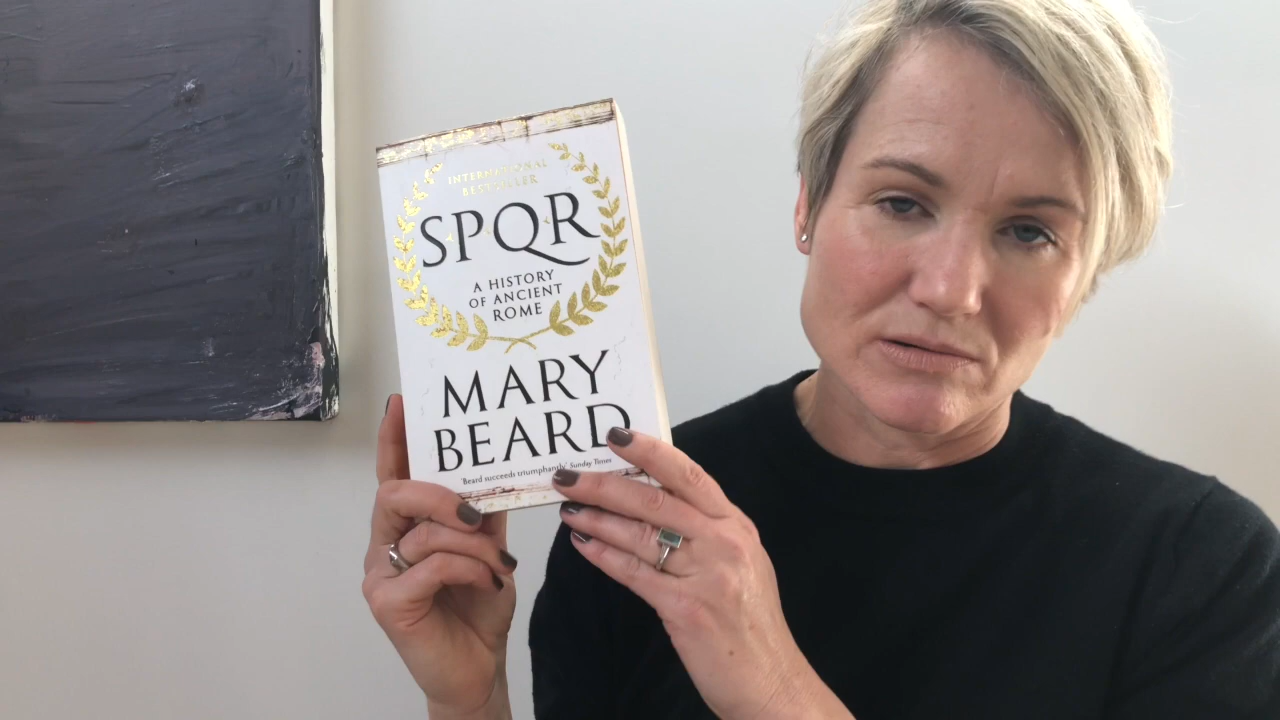 INTERNATIONAL
BESTSELLER
SPQR
A HISTORY
OF ANCIENT
ROME
MARY
BEARD
'Beard succeeds triumphantly' Sunday Times